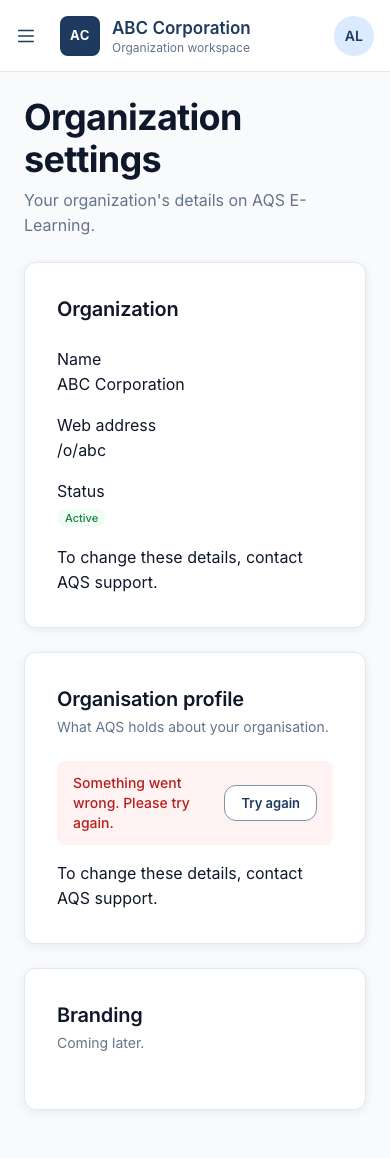 AC
ABC Corporation
Organization workspace
AL
Organization
settings
Your organization's details on AQS E-
Learning.
Organization
Name
ABC Corporation
Web address
/o/abc
Status
Active
To change these details, contact
AQS support.
Organisation profile
What AQS holds about your organisation.
Something went
wrong. Please try
again.
Try again
To change these details, contact
AQS support.
Branding
Coming later.